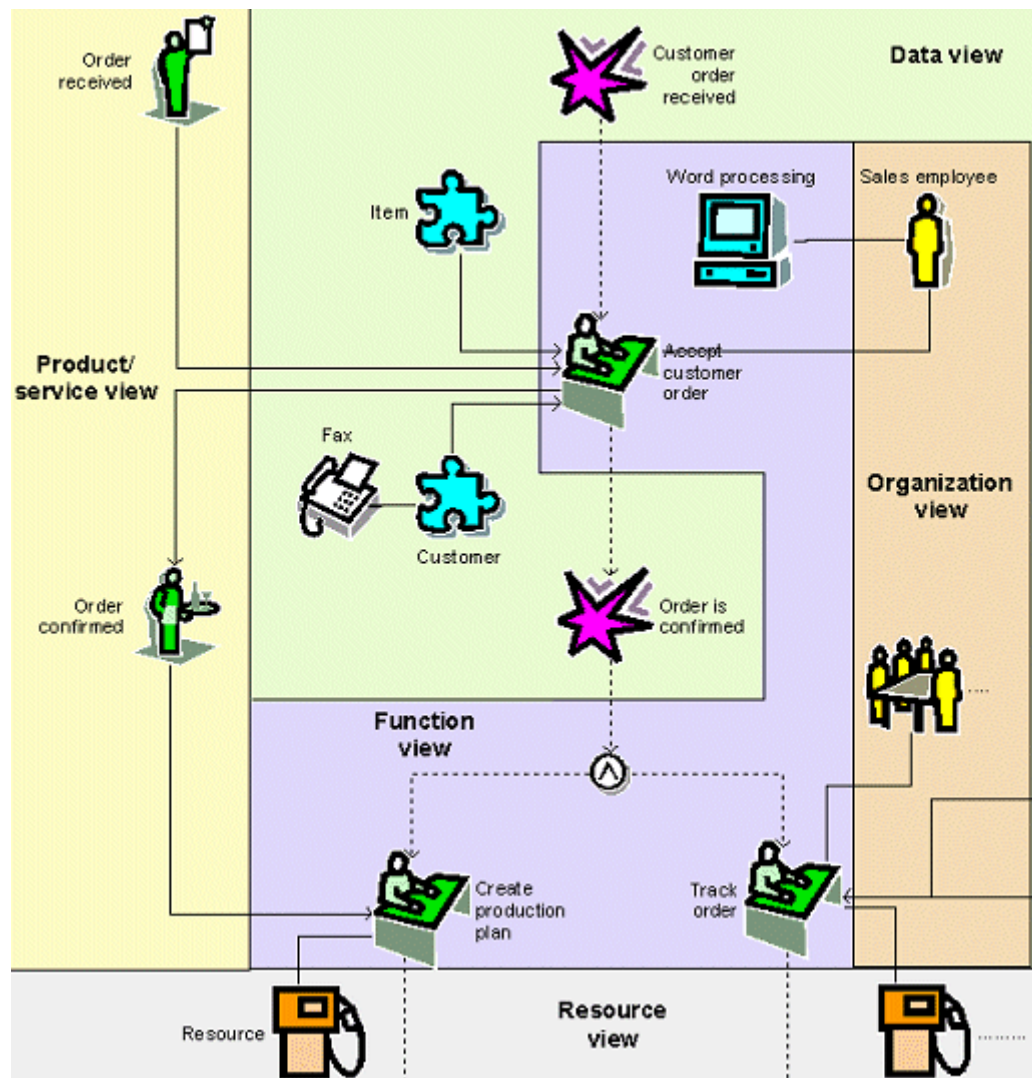 Order
received
Customer
order
received
Data view
Word processing
Sales employee
Item
Product/
service view
Accept
customer
order
Fax
Customer
Organization
view
Order
confirmed
Order is
confirmed
Function
view
Create
production
plan
Track
order
Resource
Resource
view